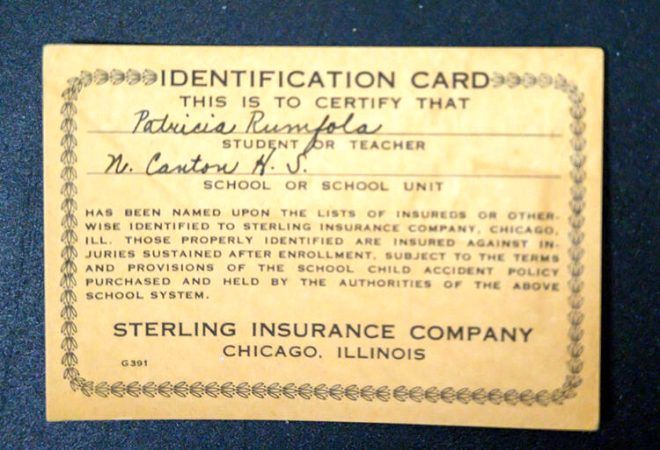 IDENTIFICATION CARD
THIS IS TO CERTIFY THAT
Patricia Rumfola
STUDENT OR TEACHER
N. Canton H. S.
SCHOOL OR SCHOOL UNIT
HAS BEEN NAMED UPON THE LISTS OF INSUREDS OR OTHER-
WISE IDENTIFIED TO STERLING INSURANCE COMPANY, CHICAGO,
ILL. THOSE PROPERLY IDENTIFIED ARE INSURED AGAINST IN-
JURIES SUSTAINED AFTER ENROLLMENT, SUBJECT TO THE TERMS
AND PROVISIONS OF THE SCHOOL CHILD ACCIDENT POLICY
PURCHASED AND HELD BY THE AUTHORITIES OF THE ABOVE
SCHOOL SYSTEM.
STERLING INSURANCE COMPANY
CHICAGO, ILLINOIS
G391